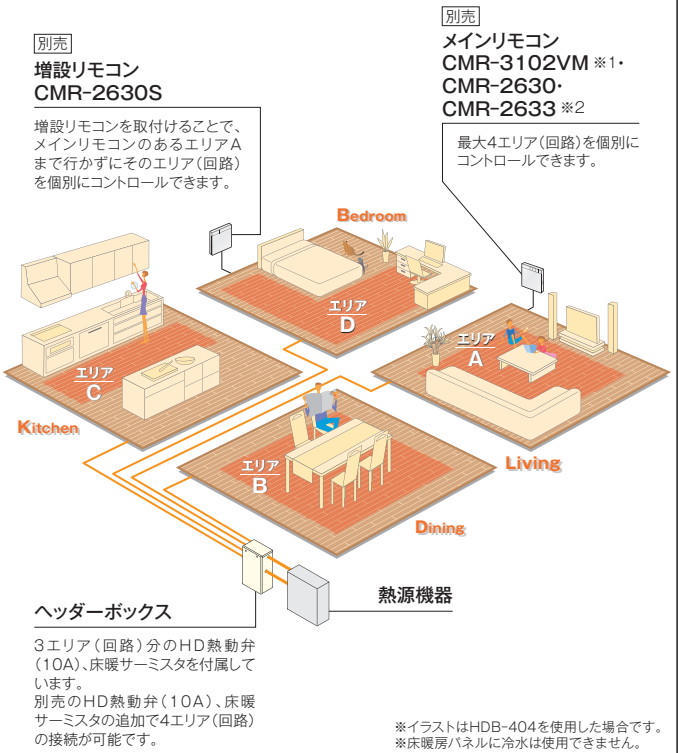 別売
増設リモコン
CMR-2630S
増設リモコンを取付けることで、
メインリモコンのあるエリアA
まで行かずにそのエリア(回路)
を個別にコントロールできます。
別売
メインリモコン
CMR-3102VM ※1・
CMR-2630・
CMR-2633 ※2
最大4エリア(回路)を個別に
コントロールできます。
Bedroom
エリア
D
エリア
A
エリア
C
Kitchen
Living
エリア
B
Dining
ヘッダーボックス
3エリア(回路)分のHD熱動弁
(10A)、床暖サーミスタを付属して
います。
別売のHD熱動弁(10A)、床暖
サーミスタの追加で4エリア(回路)
の接続が可能です。
熱源機器
※イラストはHDB-404を使用した場合です。
※床暖房パネルに冷水は使用できません。